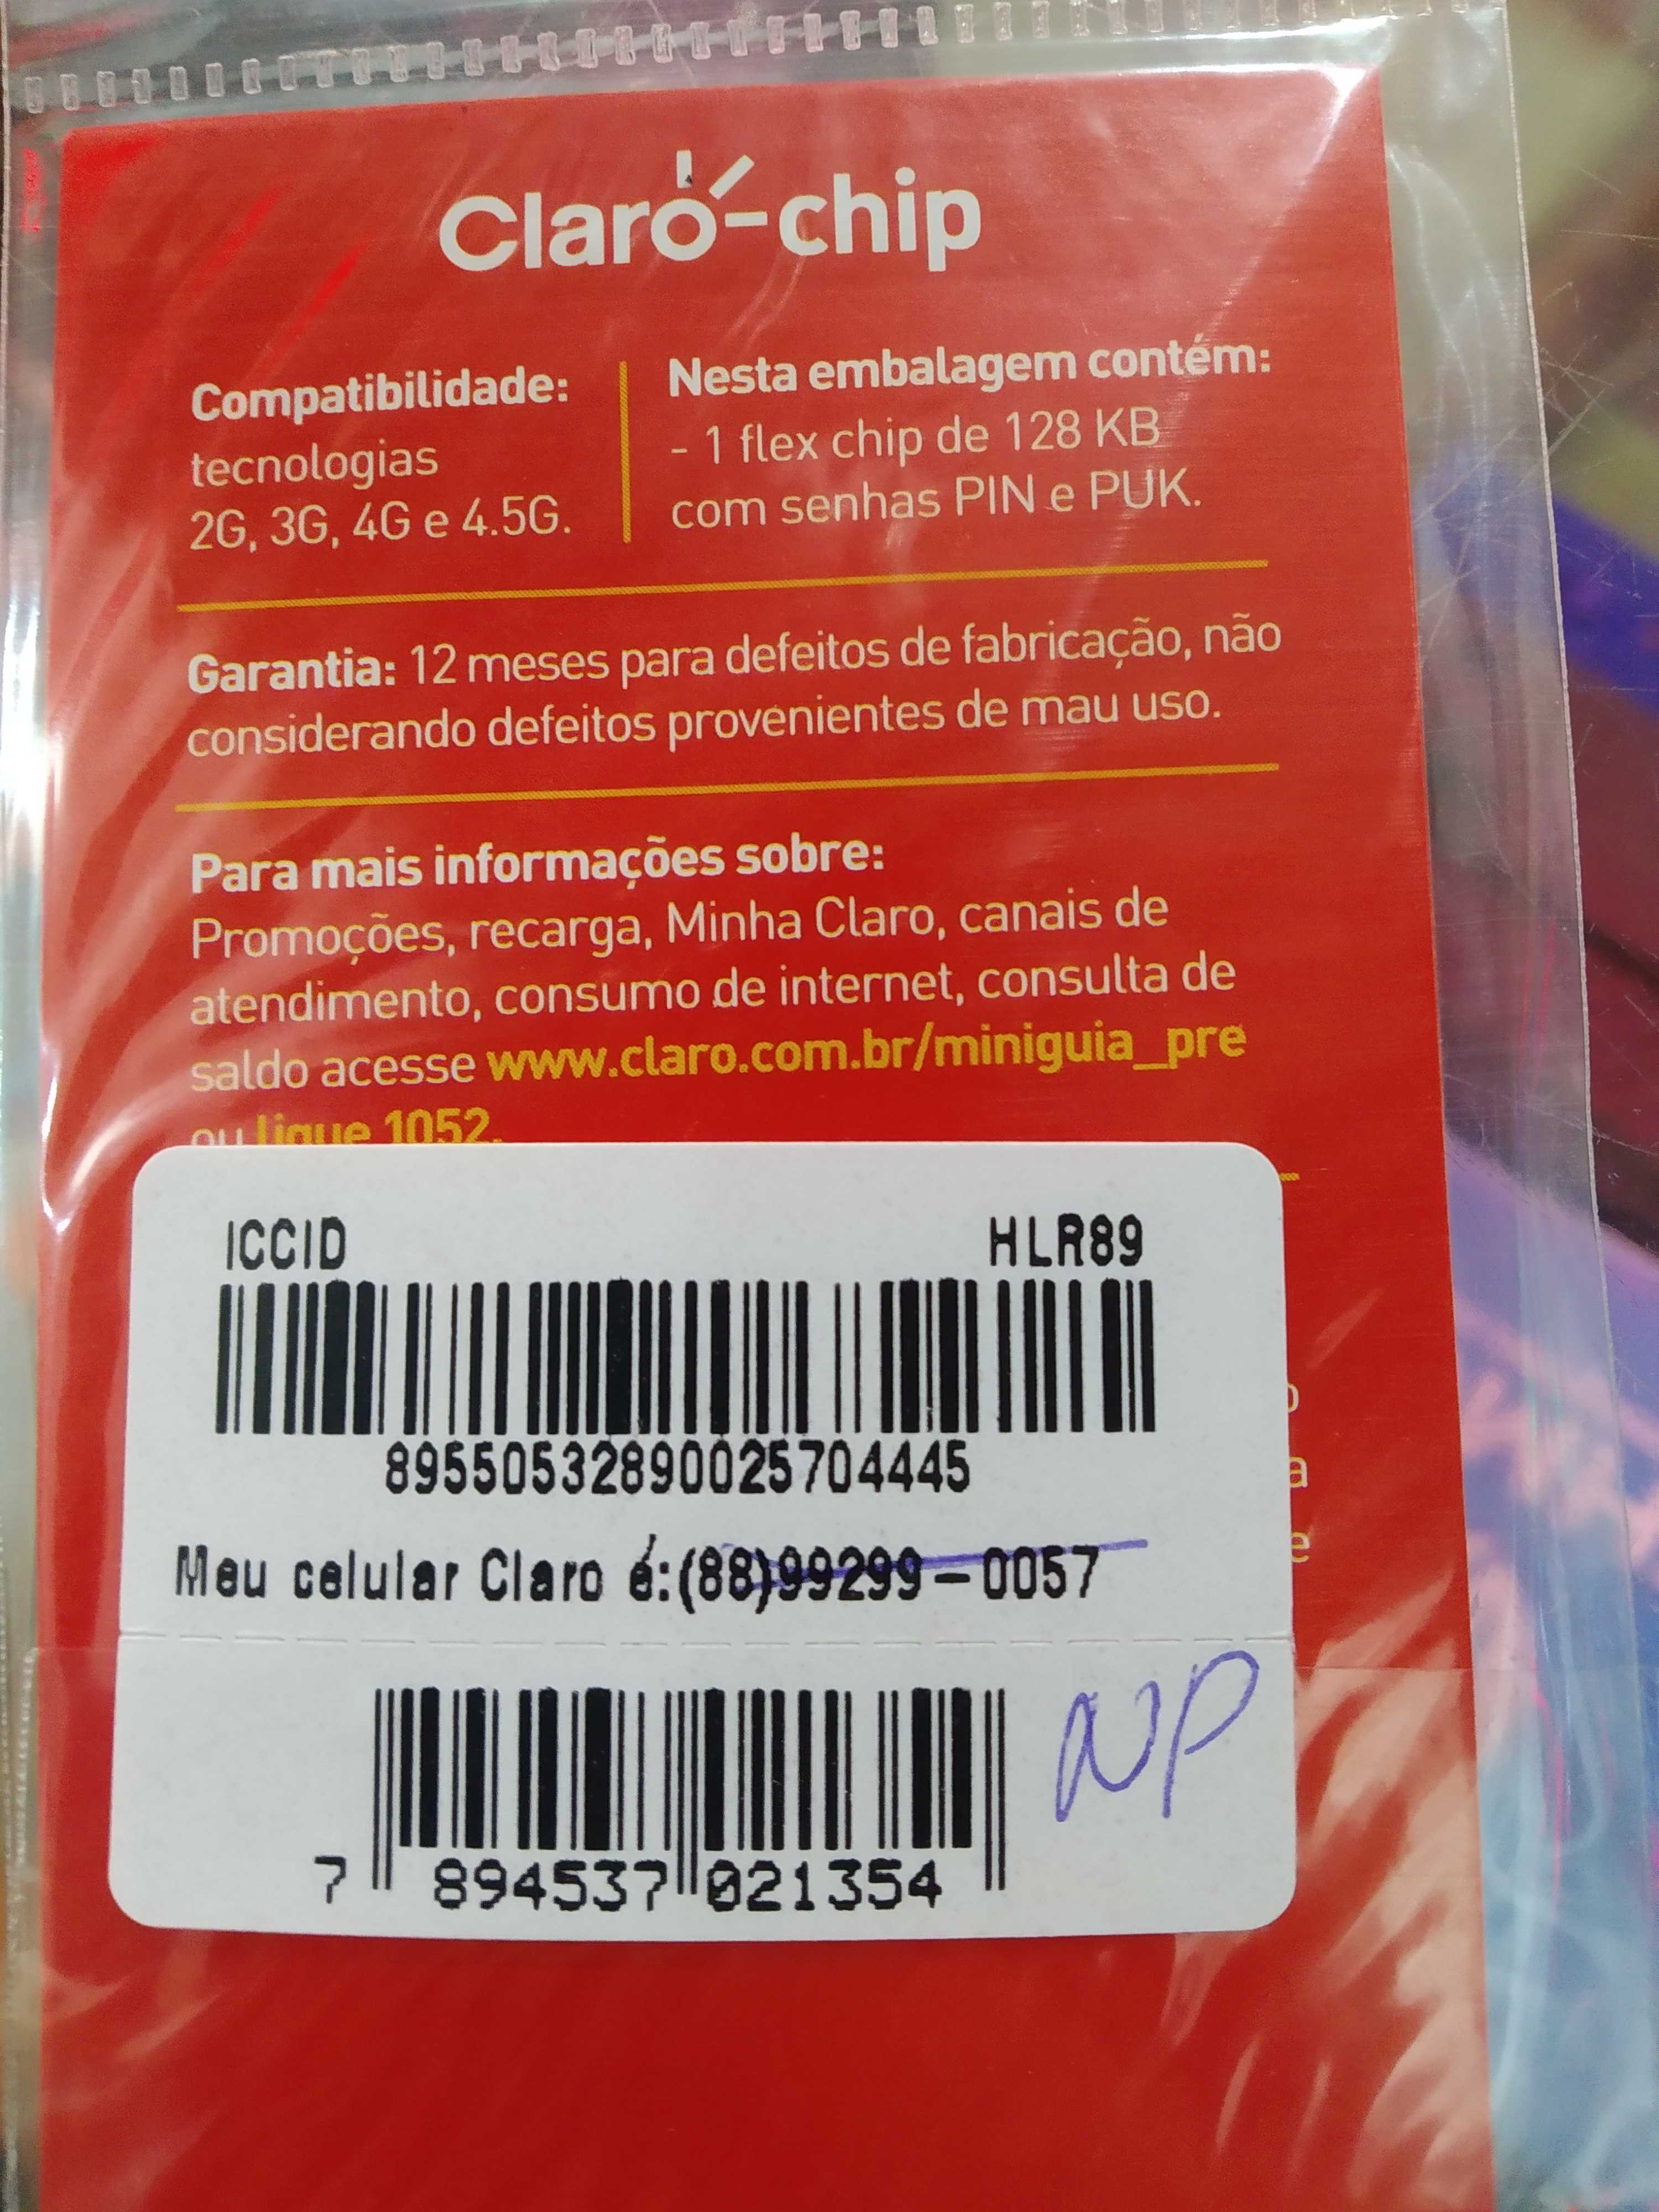 Claro-chip
Compatibilidade:
tecnologias
2G, 3G, 4G e 4.5G.
Nesta embalagem contém:
- 1 flex chip de 128 KB
com senhas PIN e PUK.
Garantia: 12 meses para defeitos de fabricação, não
considerando defeitos provenientes de mau uso.
Para mais informações sobre:
Promoções, recarga, Minha Claro, canais de
atendimento, consumo de internet, consulta de
saldo acesse www.claro.com.br/miniguia_pre
ou ligue 1052.
ICCID HLR89
89550532890025704445
Meu celular Claro é:(88)99299-0057
NP
7 894537 021354